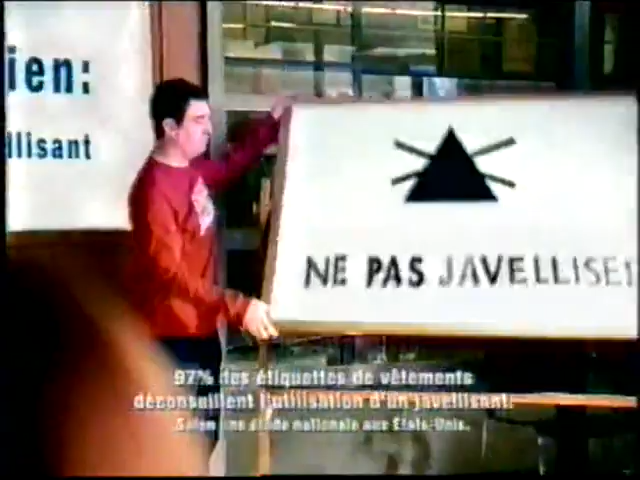 ien:
llisant
NE PAS JAVELLISE
97% des étiquettes de vêtements
déconseillent l'utilisation d'un javellisant.
Selon une étude nationale aux États-Unis.